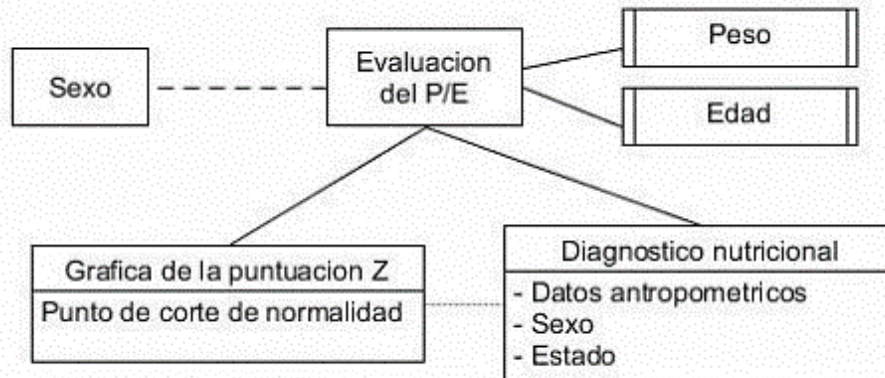 Peso
Sexo
Evaluacion
del P/E
Edad
Grafica de la puntuacion Z
Punto de corte de normalidad
Diagnostico nutricional
- Datos antropometricos
- Sexo
- Estado